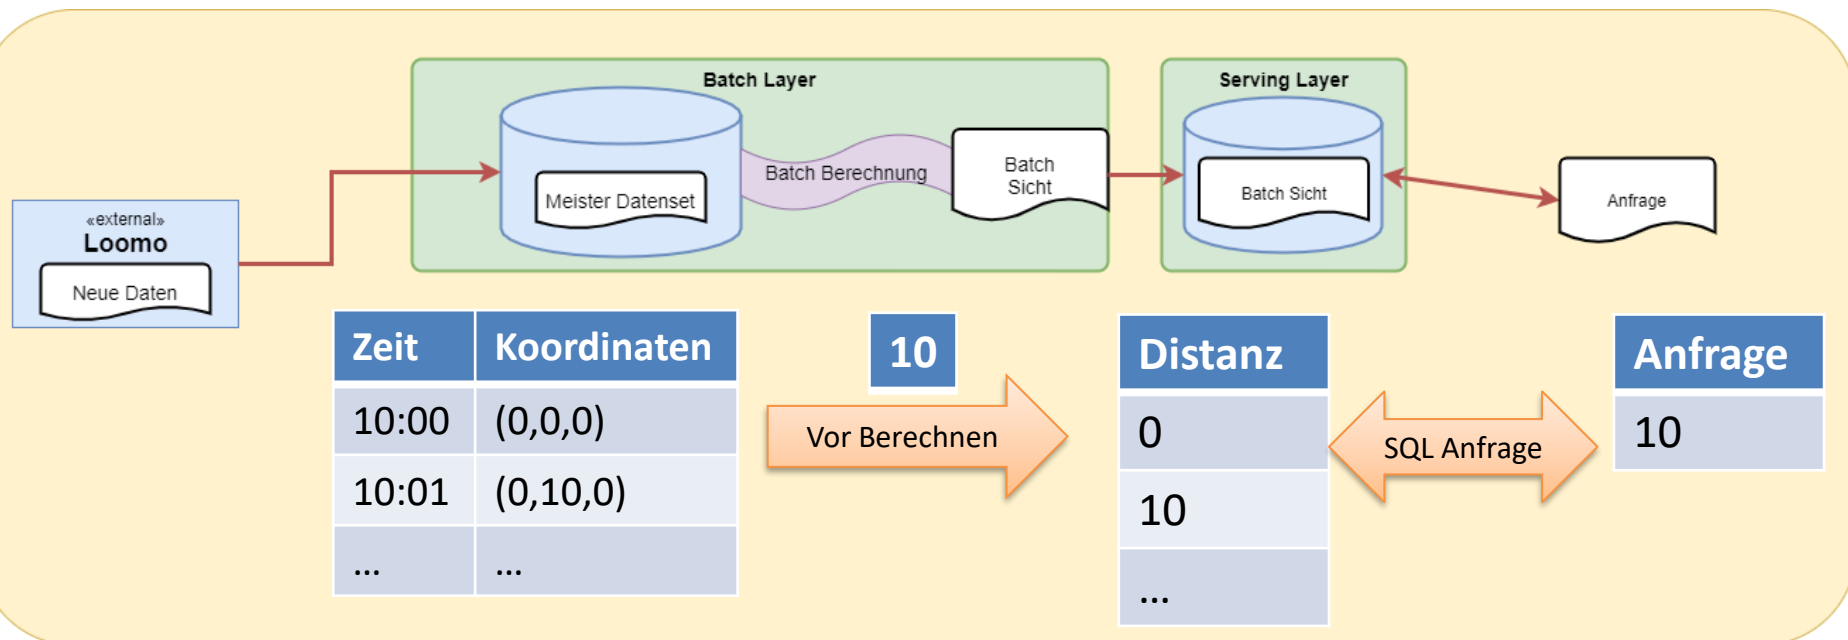 Batch Layer
Serving Layer
Batch Berechnung
Batch
Sicht
Meister Datenset
Batch Sicht
Anfrage
«external»
Loomo
Neue Daten
Zeit Koordinaten
10:00 (0,0,0)
10:01 (0,10,0)
... ...
10
Vor Berechnen
Distanz
0
10
...
SQL Anfrage
Anfrage
10